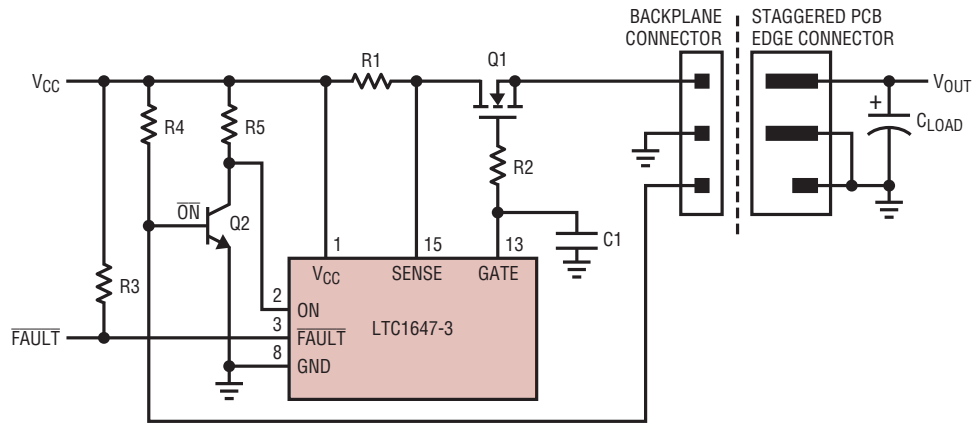 BACKPLANE
CONNECTOR
STAGGERED PCB
EDGE CONNECTOR
VCC
R1
Q1
VOUT
R4
R5
+
CLOAD
R2
ON
Q2
C1
R3
1
15
13
VCC
SENSE
GATE
2
ON
3
LTC1647-3
FAULT
FAULT
8
GND